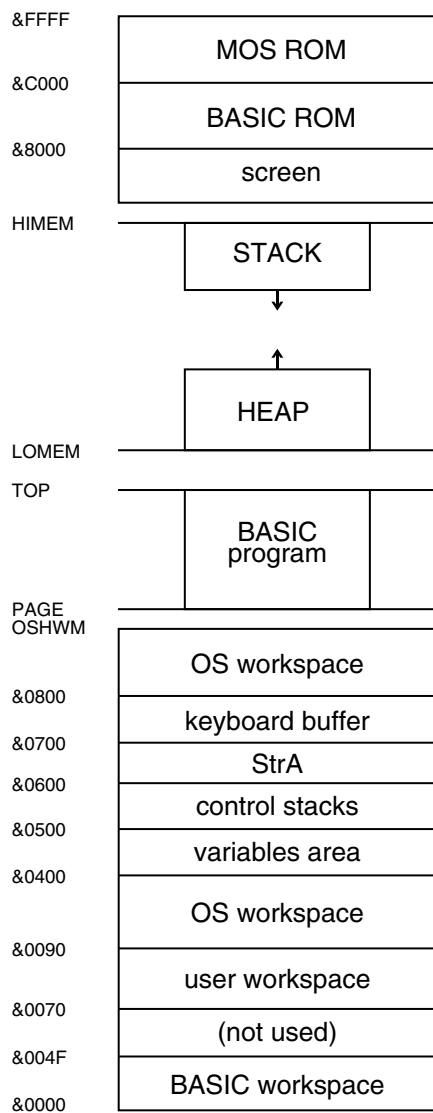 &FFFF
MOS ROM
&C000
BASIC ROM
&8000
screen
HIMEM
STACK
HEAP
LOMEM
TOP
BASIC
program
PAGE
OSHWM
OS workspace
&0800
keyboard buffer
&0700
StrA
&0600
control stacks
&0500
variables area
&0400
OS workspace
&0090
user workspace
&0070
(not used)
&004F
BASIC workspace
&0000